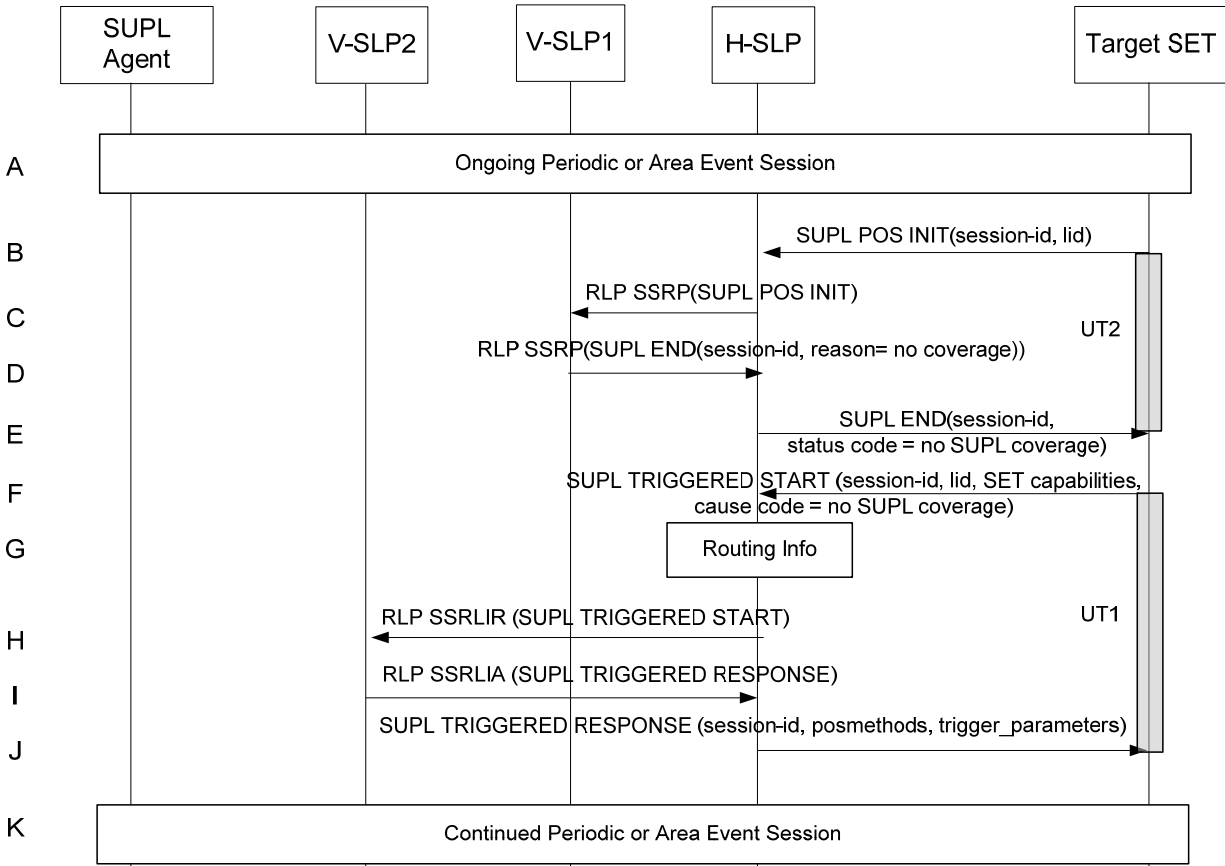 SUPL
Agent
V-SLP2
V-SLP1
H-SLP
Target SET
A
Ongoing Periodic or Area Event Session
B
SUPL POS INIT(session-id, lid)
C
RLP SSRP(SUPL POS INIT)
UT2
D
RLP SSRP(SUPL END(session-id, reason= no coverage))
E
SUPL END(session-id,
status code = no SUPL coverage)
F
SUPL TRIGGERED START (session-id, lid, SET capabilities,
cause code = no SUPL coverage)
G
Routing Info
H
RLP SSRLIR (SUPL TRIGGERED START)
UT1
I
RLP SSRLIA (SUPL TRIGGERED RESPONSE)
J
SUPL TRIGGERED RESPONSE (session-id, posmethods, trigger_parameters)
K
Continued Periodic or Area Event Session